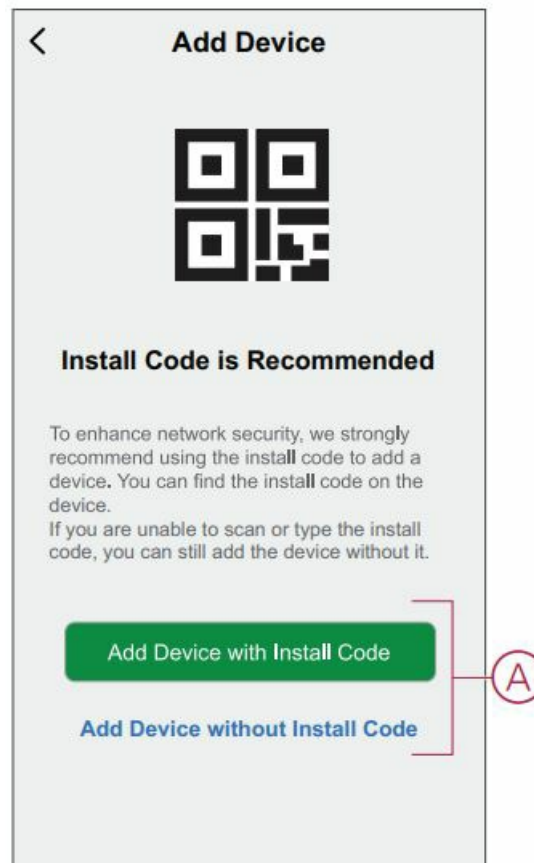 Add Device
Install Code is Recommended
To enhance network security, we strongly
recommend using the install code to add a
device. You can find the install code on the
device.
If you are unable to scan or type the install
code, you can still add the device without it.
Add Device with Install Code
A
Add Device without Install Code